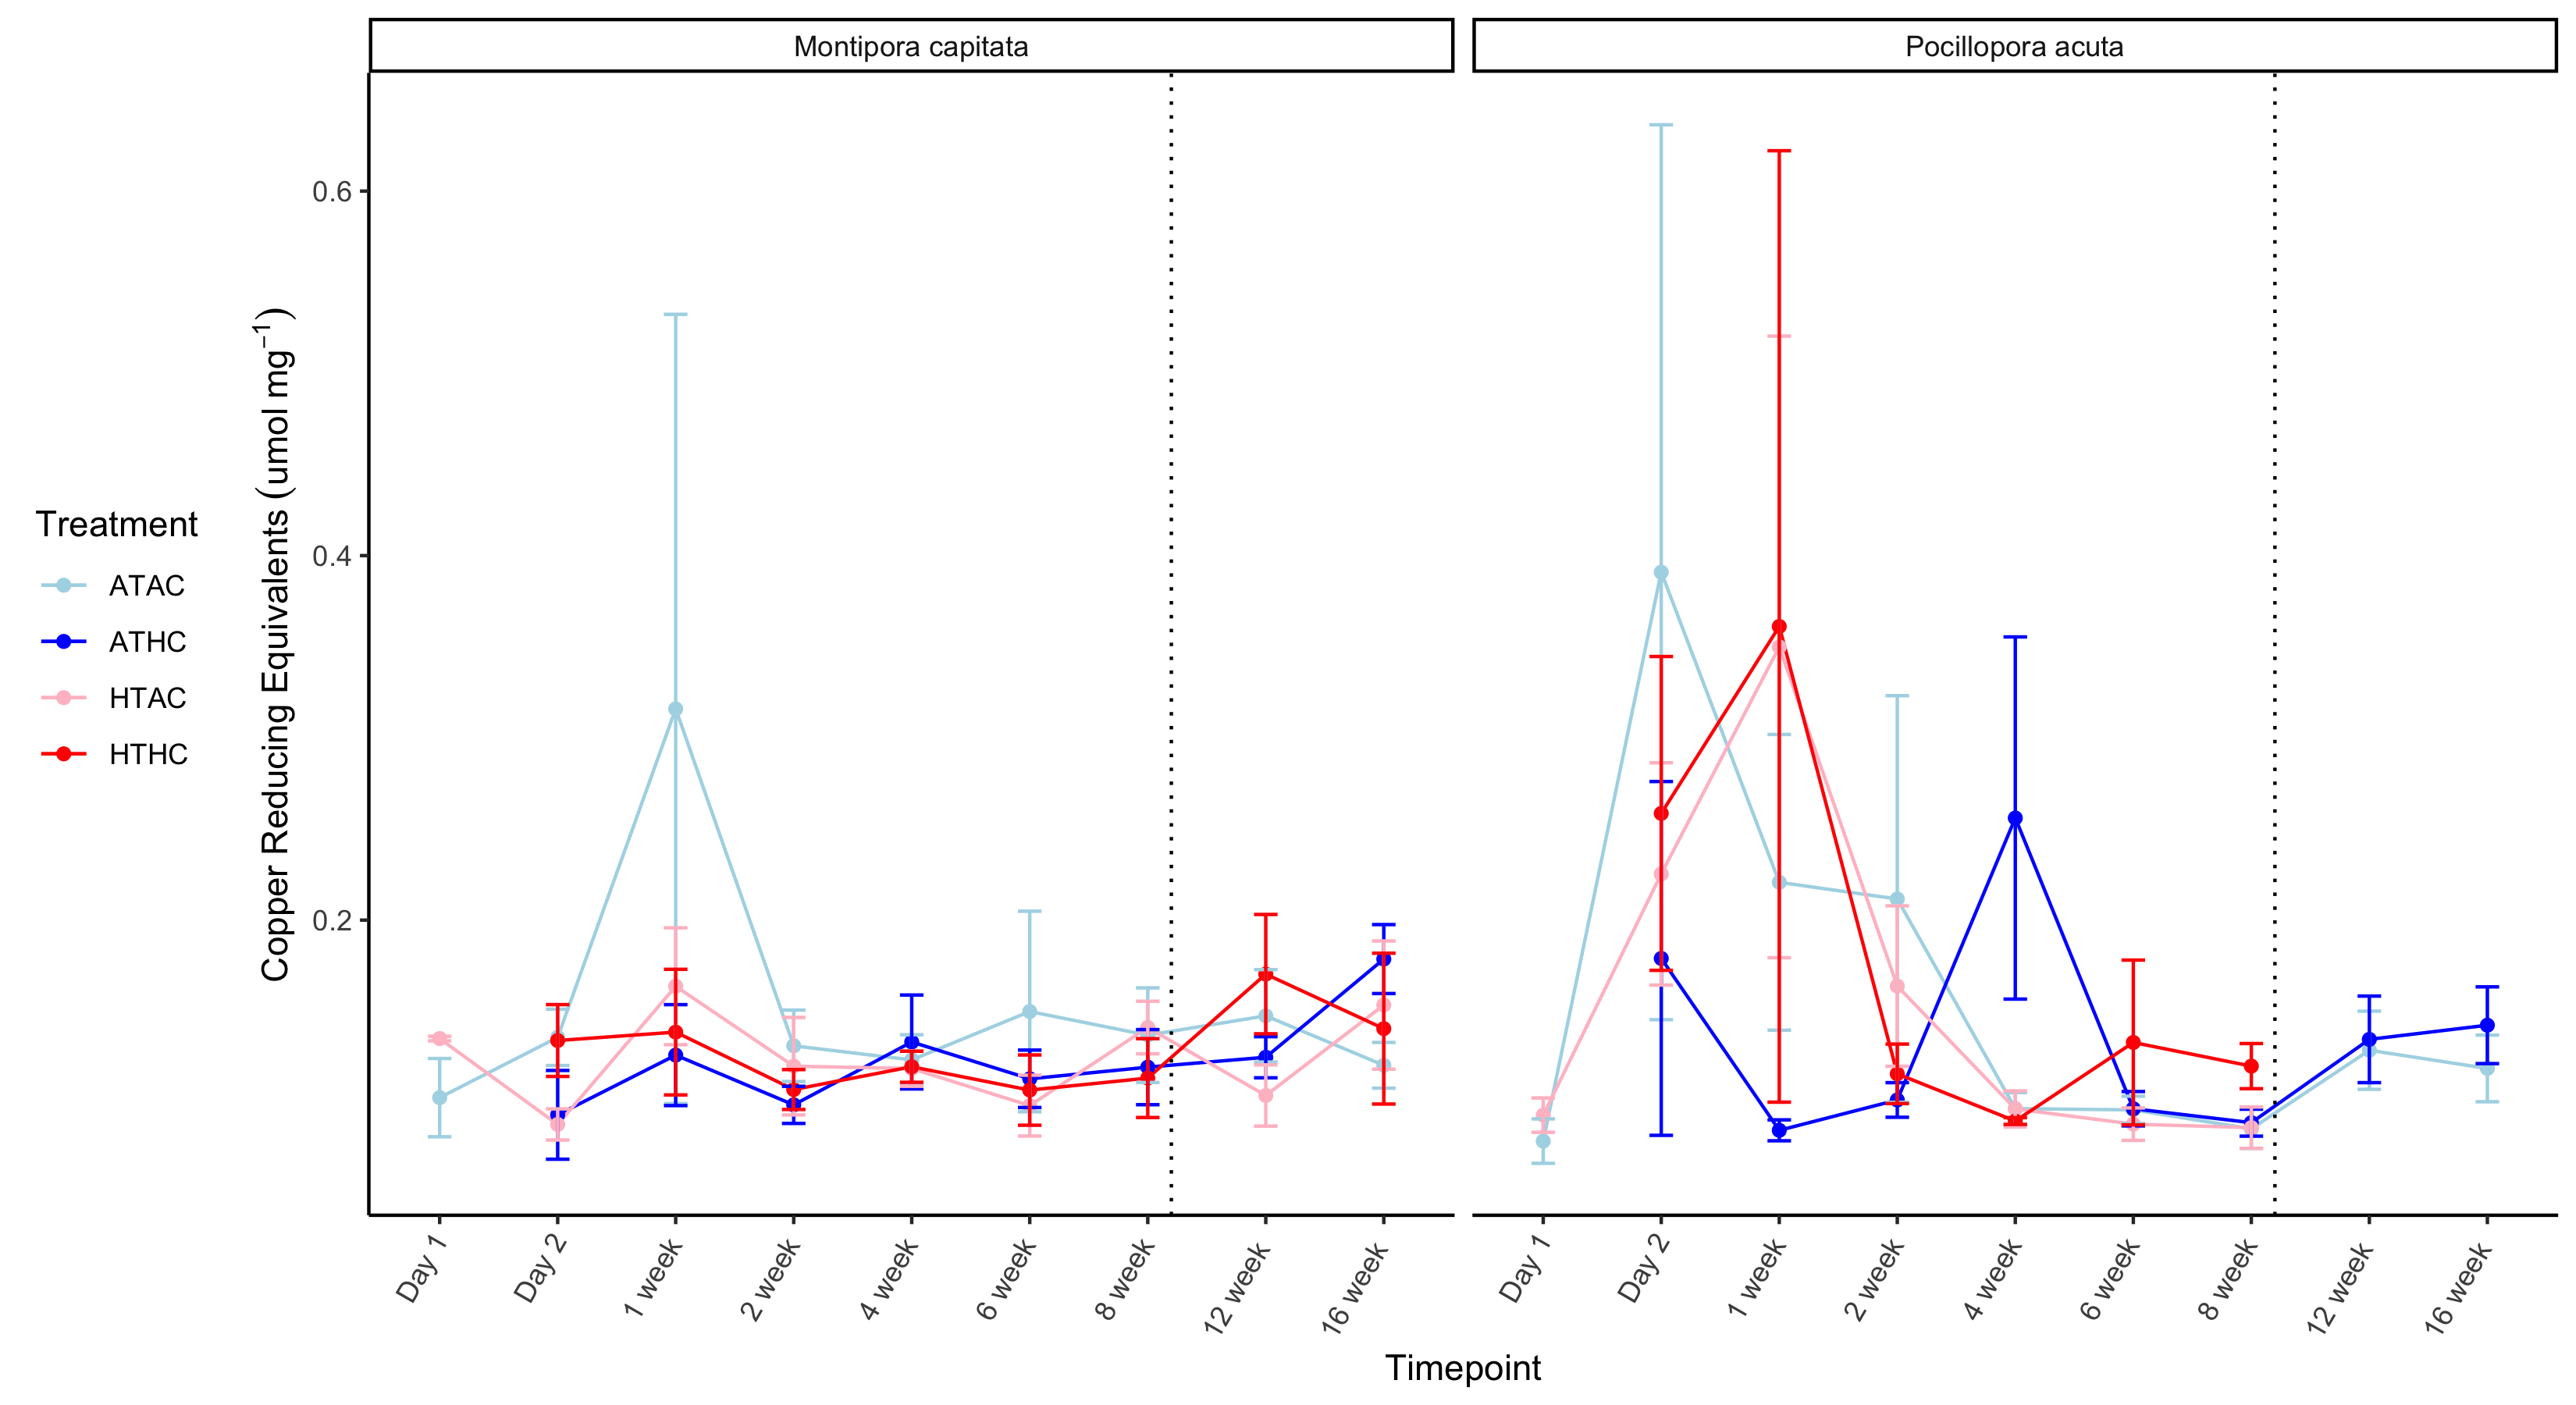 Montipora capitata
Pocillopora acuta
Copper Reducing Equivalents (umol mg⁻¹)
0.6
0.4
0.2
Treatment
ATAC
ATHC
HTAC
HTHC
Day 1
Day 2
1 week
2 week
4 week
6 week
8 week
12 week
16 week
Day 1
Day 2
1 week
2 week
4 week
6 week
8 week
12 week
16 week
Timepoint